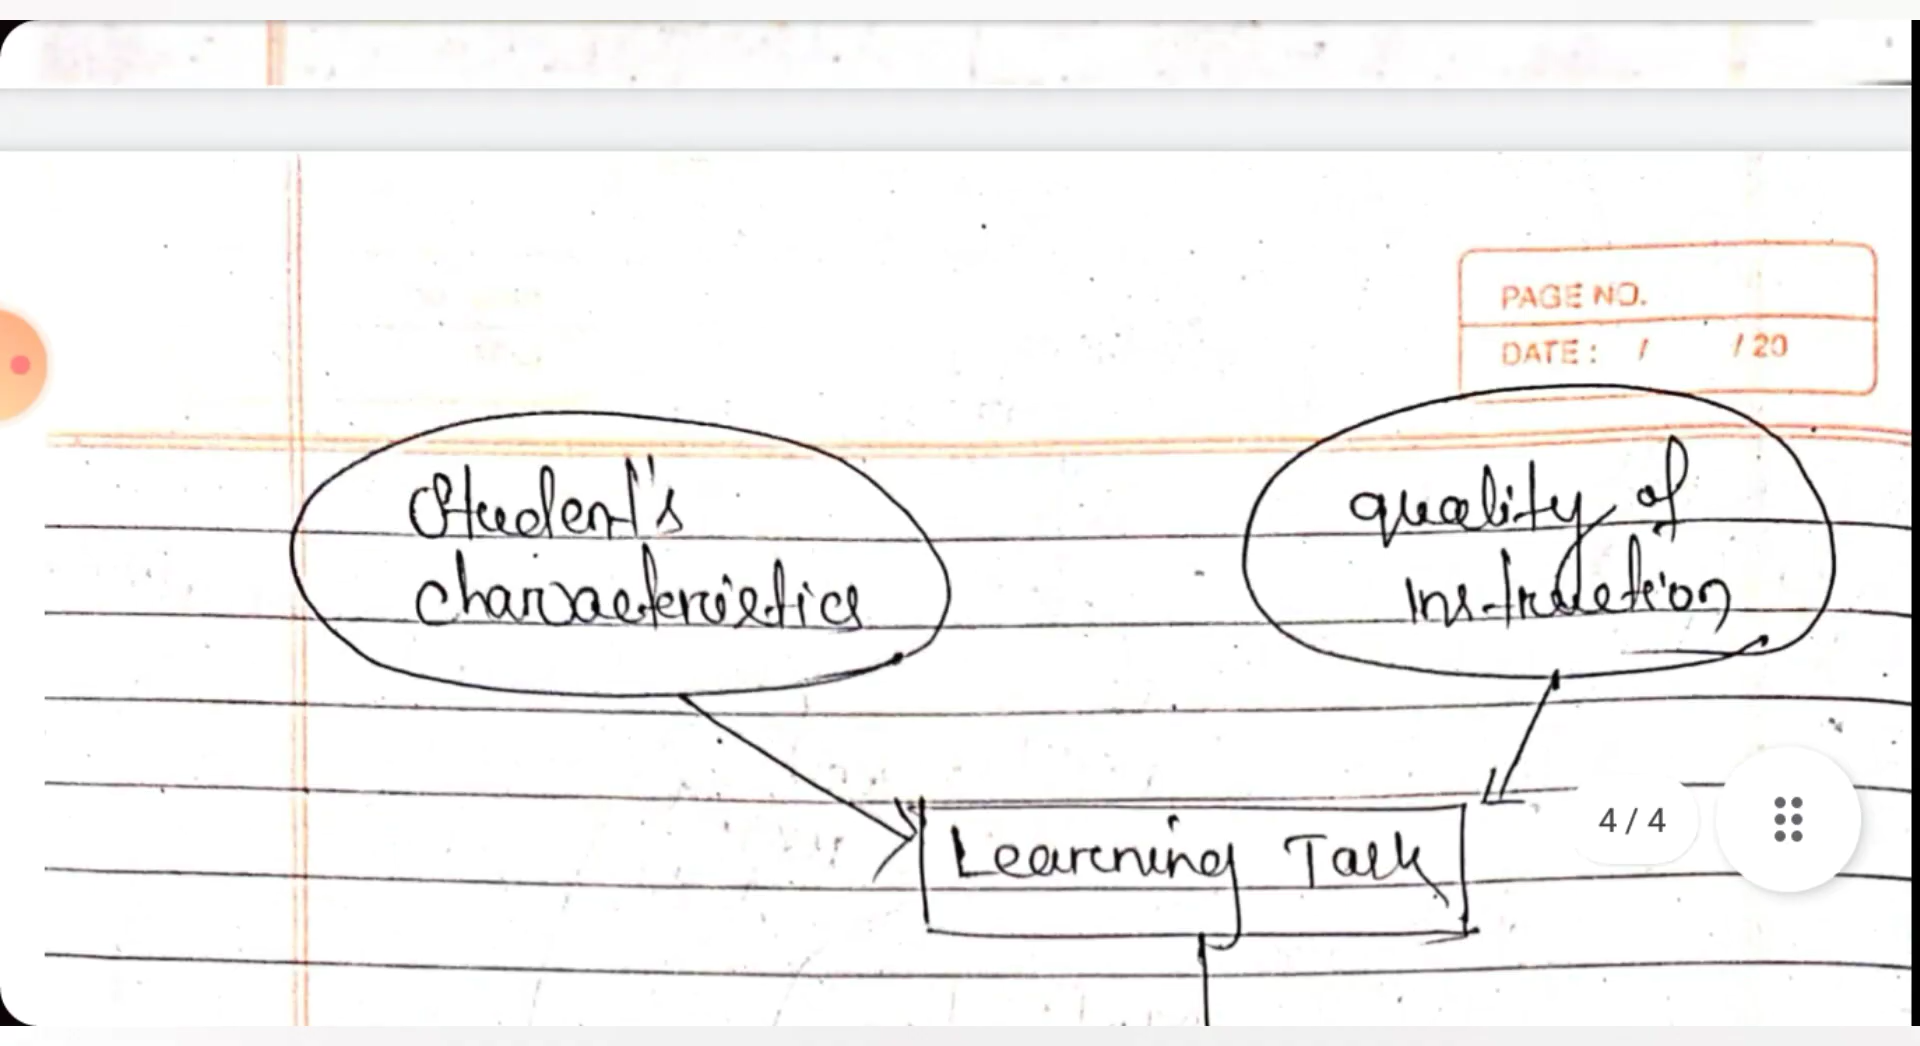 PAGE NO.
DATE : / / 20
Student's
characteristics
quality of
Instruction
Learning Task
4 / 4